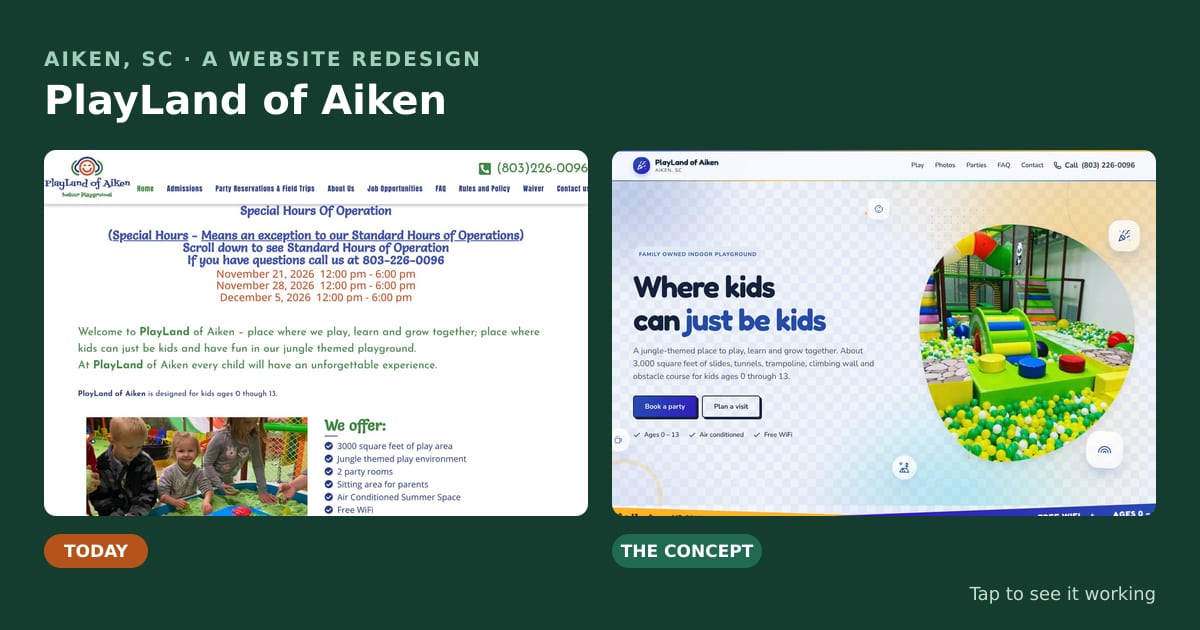 AIKEN, SC · A WEBSITE REDESIGN
PlayLand of Aiken
PlayLand of Aiken
Indoor Playground
(803)226-0096
Home Admissions Party Reservations & Field Trips About Us Job Opportunities FAQ Rules and Policy Waiver Contact us
Special Hours Of Operation
(Special Hours - Means an exception to our Standard Hours of Operations)
Scroll down to see Standard Hours of Operation
If you have questions call us at 803-226-0096
November 21, 2026 12:00 pm - 6:00 pm
November 28, 2026 12:00 pm - 6:00 pm
December 5, 2026 12:00 pm - 6:00 pm
Welcome to PlayLand of Aiken – place where we play, learn and grow together; place where
kids can just be kids and have fun in our jungle themed playground.
At PlayLand of Aiken every child will have an unforgettable experience.
PlayLand of Aiken is designed for kids ages 0 though 13.
We offer:
3000 square feet of play area
Jungle themed play environment
2 party rooms
Sitting area for parents
Air Conditioned Summer Space
Free WiFi
TODAY
PlayLand of Aiken
AIKEN, SC
Play Photos Parties FAQ Contact Call (803) 226-0096
FAMILY OWNED INDOOR PLAYGROUND
Where kids
can just be kids
A jungle-themed place to play, learn and grow together. About
3,000 square feet of slides, tunnels, trampoline, climbing wall and
obstacle course for kids ages 0 through 13.
Book a party Plan a visit
Ages 0 – 13 Air conditioned Free WiFi
FREE WIFI AGES 0 –
THE CONCEPT
Tap to see it working